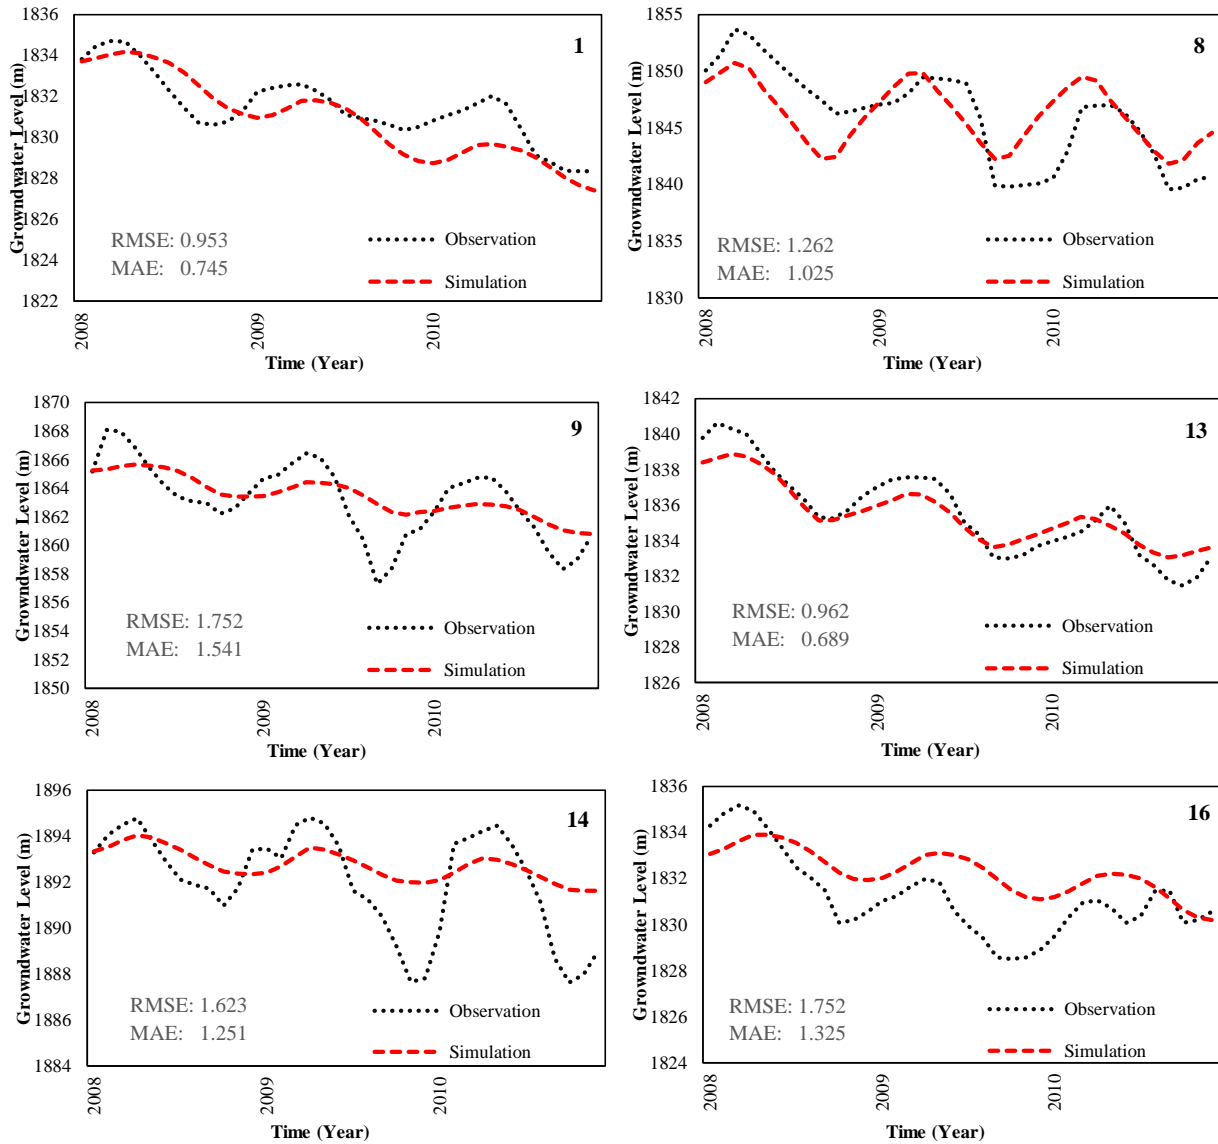 1836
1834
1832
1830
1828
1826
1824
1822
Growndwater Level (m)
1
RMSE: 0.953
MAE: 0.745
Observation
Simulation
2008
2009
2010
Time (Year)
1855
1850
1845
1840
1835
1830
Growndwater Level (m)
8
RMSE: 1.262
MAE: 1.025
Observation
Simulation
2008
2009
2010
Time (Year)
1870
1868
1866
1864
1862
1860
1858
1856
1854
1852
1850
Growndwater Level (m)
9
RMSE: 1.752
MAE: 1.541
Observation
Simulation
2008
2009
2010
Time (Year)
1842
1840
1838
1836
1834
1832
1830
1828
1826
Growndwater Level (m)
13
RMSE: 0.962
MAE: 0.689
Observation
Simulation
2008
2009
2010
Time (Year)
1896
1894
1892
1890
1888
1886
1884
Growndwater Level (m)
14
RMSE: 1.623
MAE: 1.251
Observation
Simulation
2008
2009
2010
Time (Year)
1836
1834
1832
1830
1828
1826
1824
Growndwater Level (m)
16
RMSE: 1.752
MAE: 1.325
Observation
Simulation
2008
2009
2010
Time (Year)